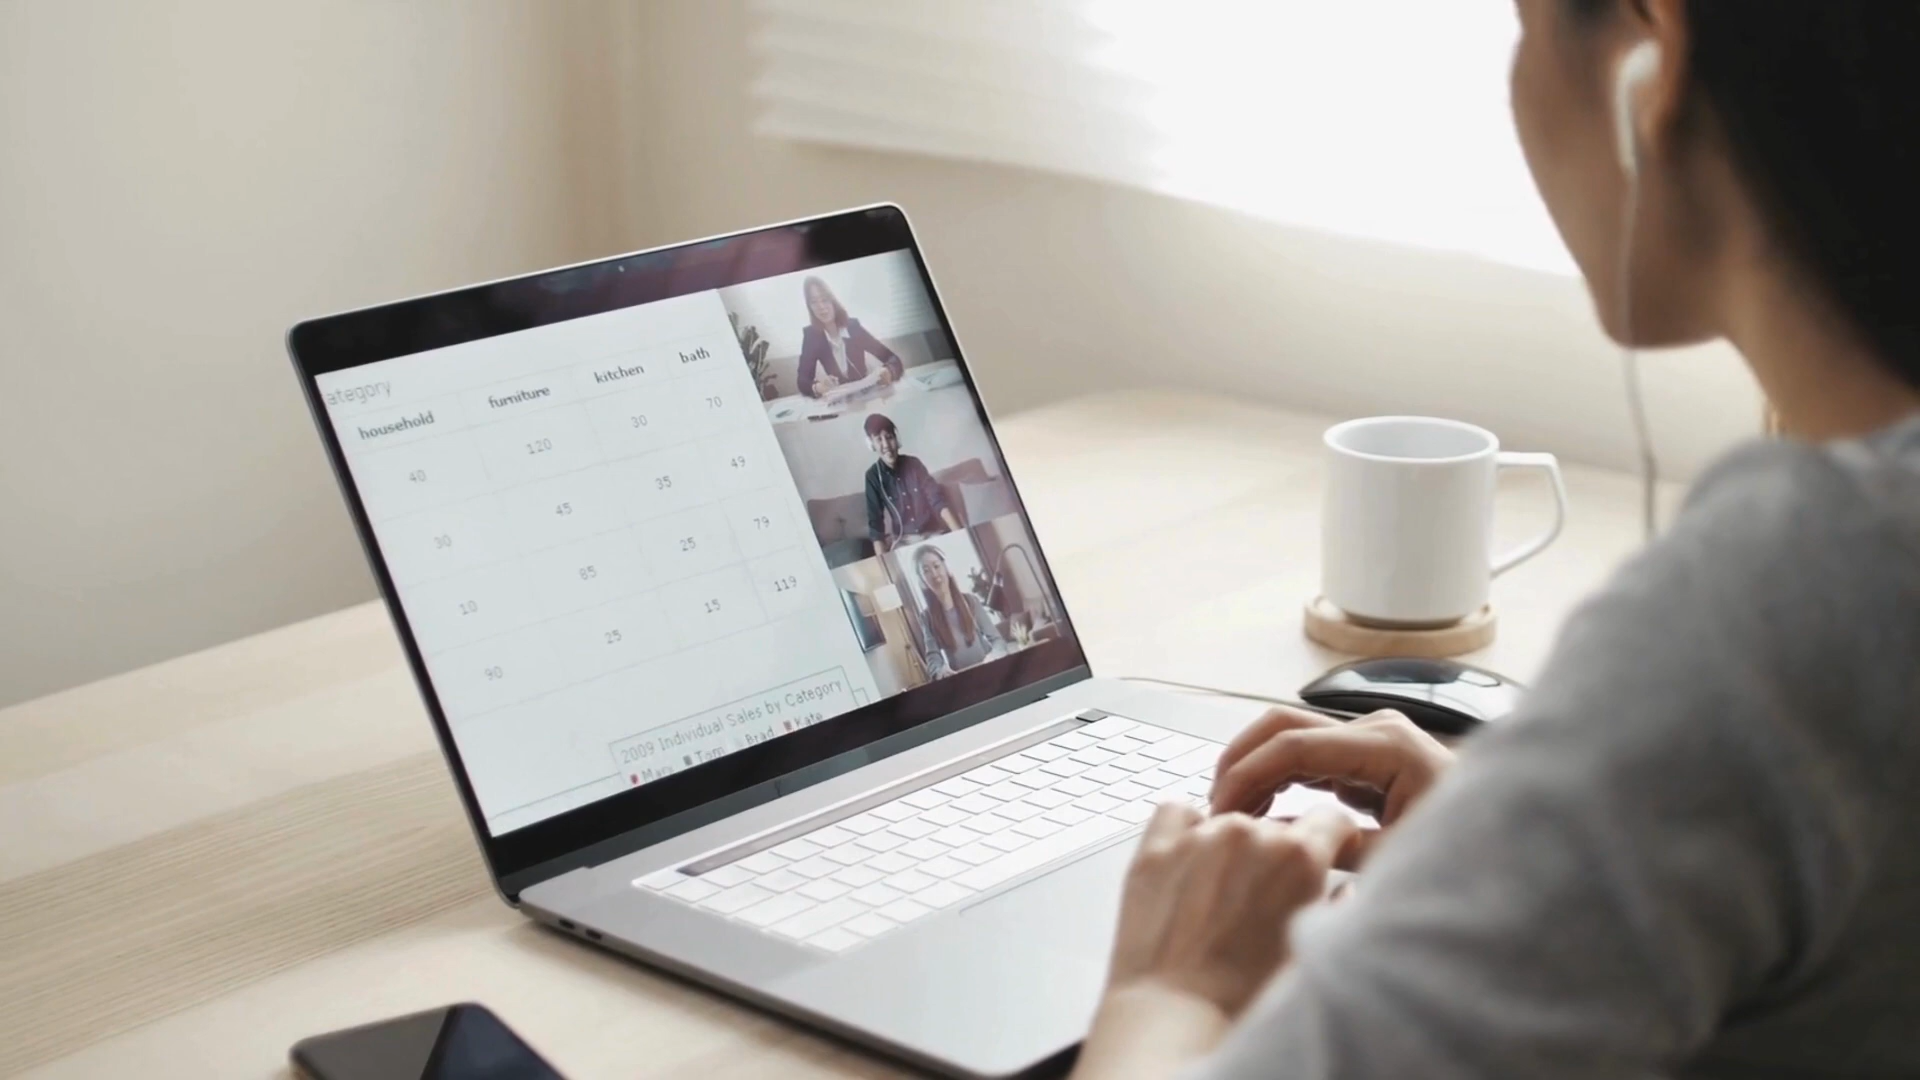 ategory
household furniture kitchen bath
40 120 30 70
30 45 35 49
10 85 25 79
90 25 15 119
2009 Individual Sales by Category
Mary Tom Brad Kate